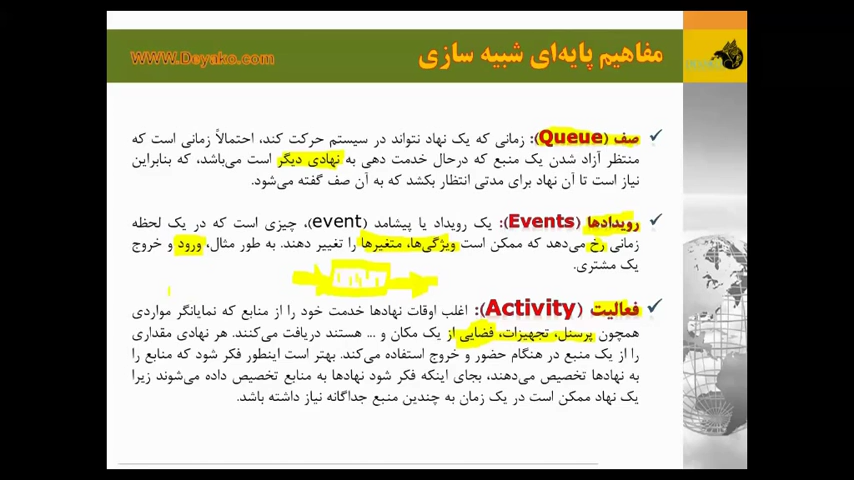 مفاهیم پایه‌ای شبیه سازی
WWW.Deyako.com
صف (Queue): زمانی که یک نهاد نتواند در سیستم حرکت کند، احتمالاً زمانی است که
منتظر آزاد شدن یک منبع که درحال خدمت دهی به نهادی دیگر است می‌باشد، که بنابراین
نیاز است تا آن نهاد برای مدتی انتظار بکشد که به آن صف گفته می‌شود.
رویدادها (Events): یک رویداد یا پیشامد (event)، چیزی است که در یک لحظه
زمانی رخ می‌دهد که ممکن است ویژگی‌ها، متغیرها را تغییر دهند. به طور مثال، ورود و خروج
یک مشتری.
فعالیت (Activity): اغلب اوقات نهادها خدمت خود را از منابع که نمایانگر مواردی
همچون پرسنل، تجهیزات، فضایی از یک مکان و ... هستند دریافت می‌کنند. هر نهادی مقداری
را از یک منبع در هنگام حضور و خروج استفاده می‌کند. بهتر است اینطور فکر شود که منابع را
به نهادها تخصیص می‌دهند، بجای اینکه فکر شود نهادها به منابع تخصیص داده می‌شوند زیرا
یک نهاد ممکن است در یک زمان به چندین منبع جداگانه نیاز داشته باشد.